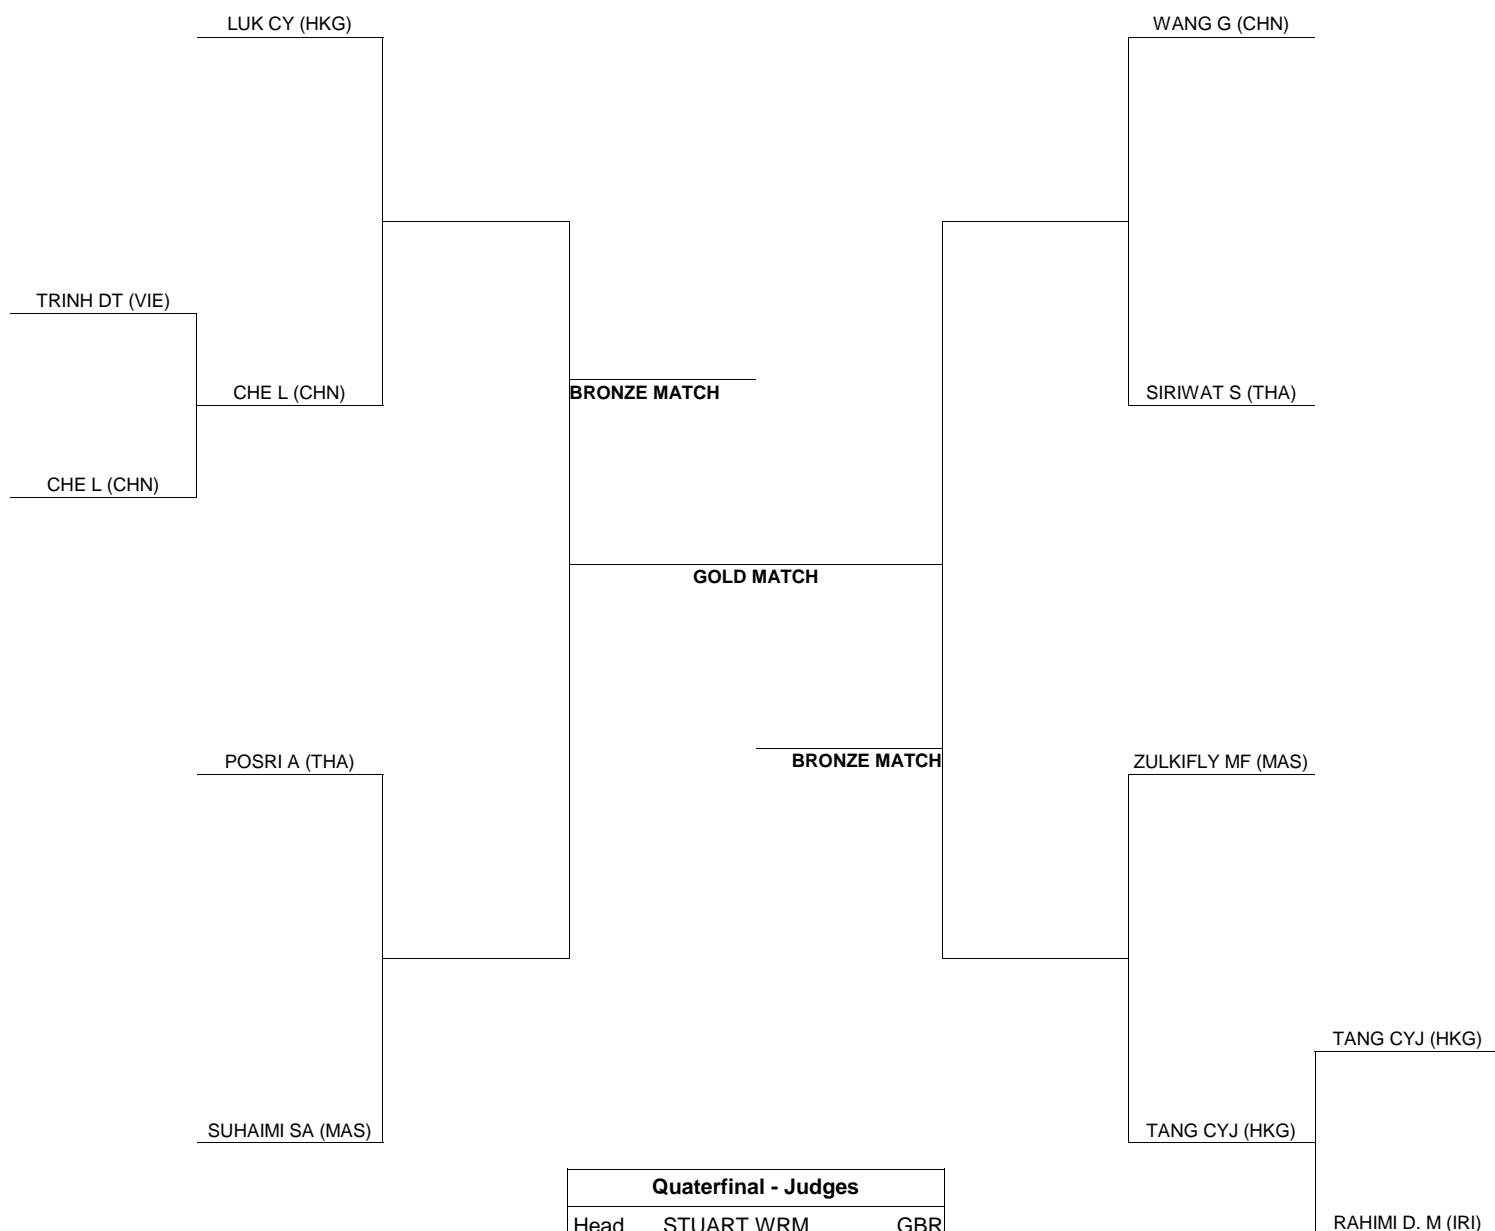 LUK CY (HKG)
WANG G (CHN)
TRINH DT (VIE)
CHE L (CHN)
BRONZE MATCH
SIRIWAT S (THA)
CHE L (CHN)
GOLD MATCH
POSRI A (THA)
BRONZE MATCH
ZULKIFLY MF (MAS)
TANG CYJ (HKG)
SUHAIMI SA (MAS)
TANG CYJ (HKG)
Quaterfinal - Judges
Head STUART WRM GBR
RAHIMI D. M (IRI)